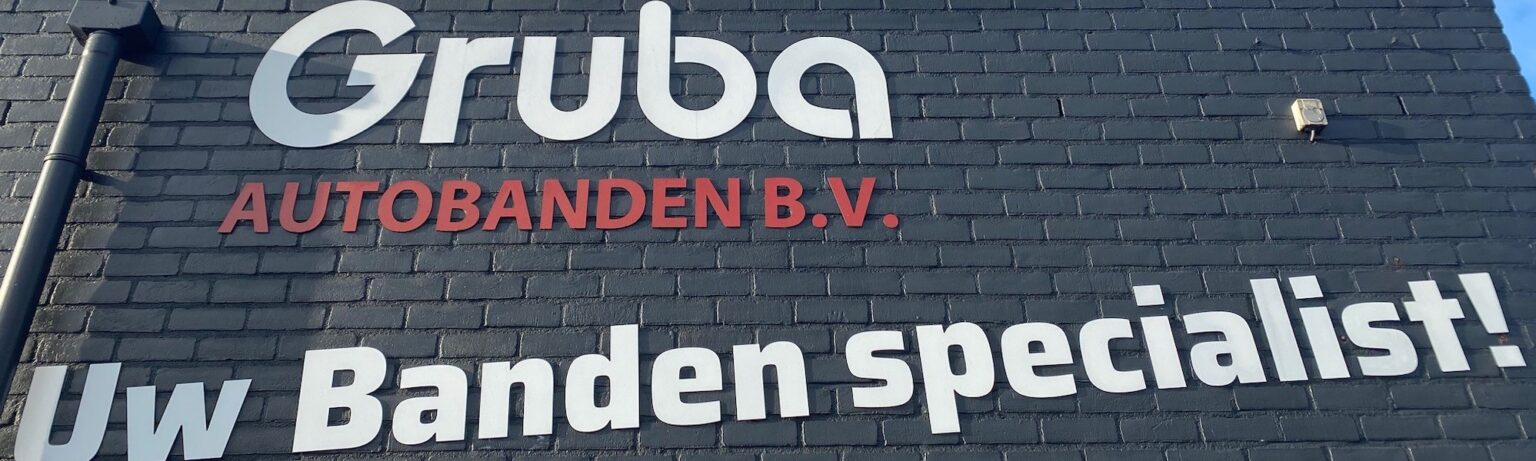 Gruba
AUTOBANDEN B.V.
Uw Banden specialist!